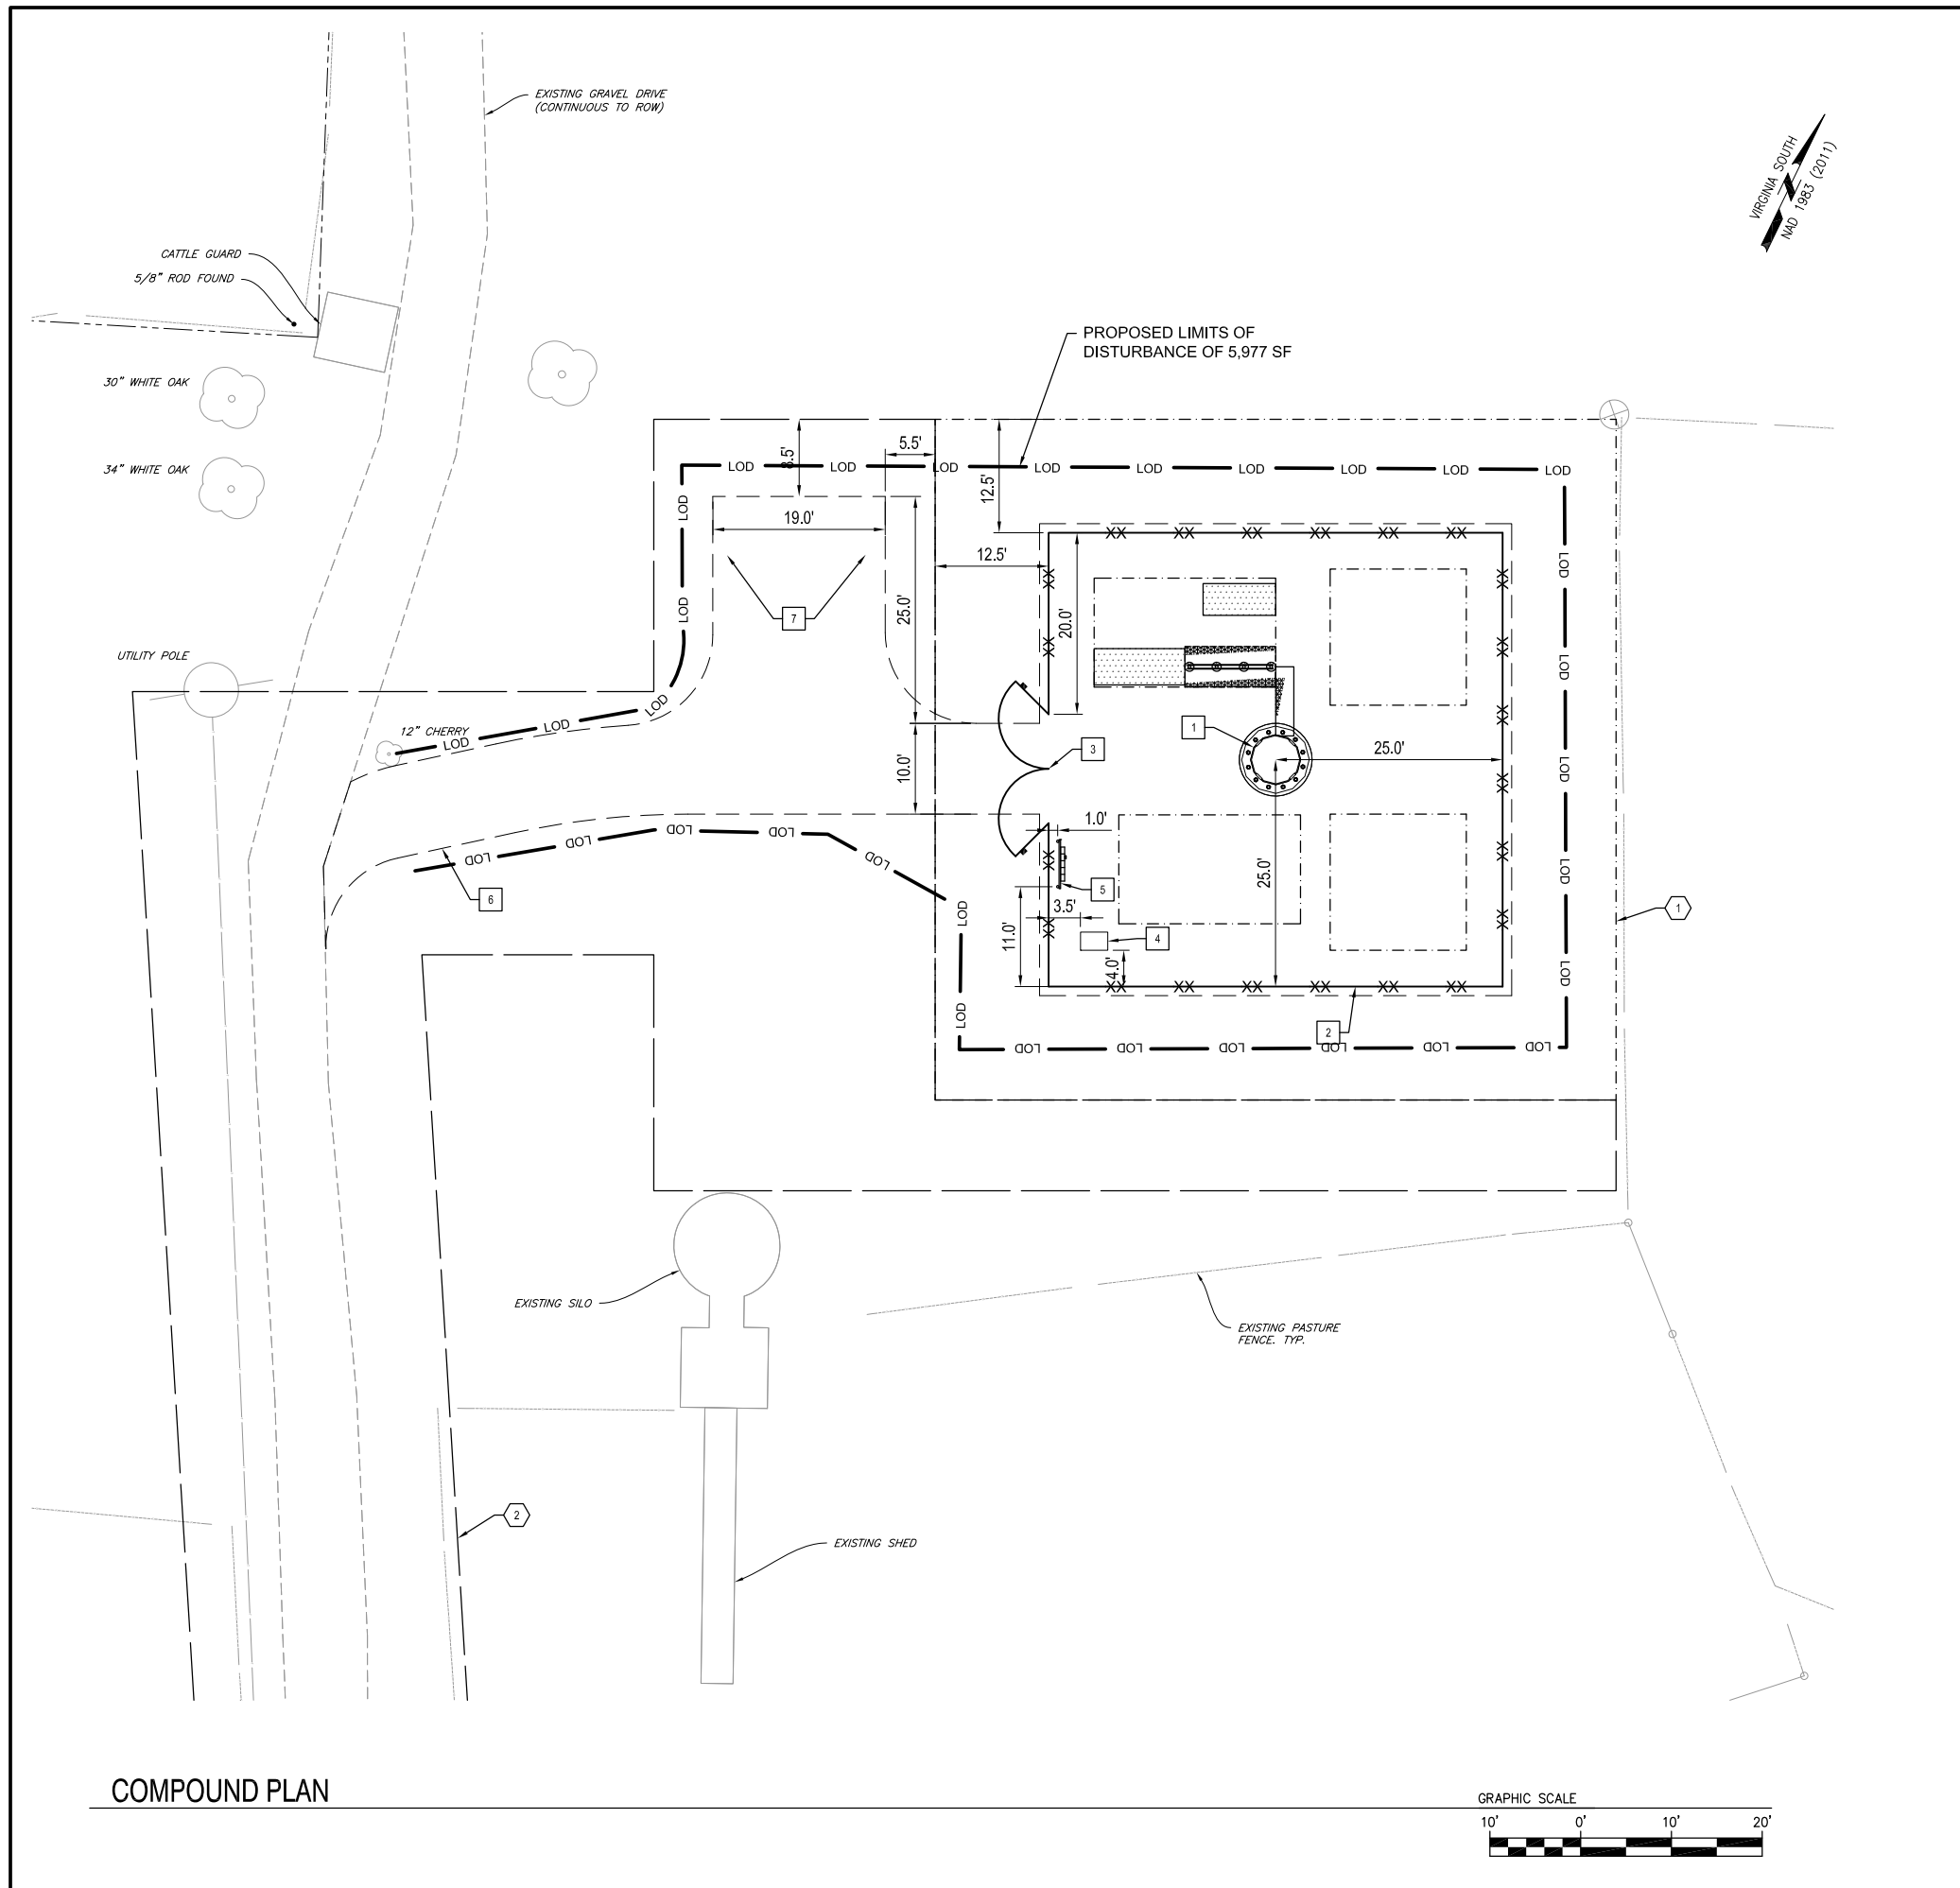 EXISTING GRAVEL DRIVE
(CONTINUOUS TO ROW)
VIRGINIA SOUTH
NAD 1983 (2011)
N
CATTLE GUARD
5/8" ROD FOUND
PROPOSED LIMITS OF
DISTURBANCE OF 5,977 SF
30" WHITE OAK
34" WHITE OAK
8.5'
5.5'
LOD LOD LOD LOD LOD LOD LOD LOD LOD
12.5'
19.0'
LOD
12.5'
LOD
7
25.0'
20.0'
LOD
UTILITY POLE
LOD
LOD
LOD
12" CHERRY
LOD
LOD
1
3
10.0'
25.0'
LOD
1.0'
LOD LOD
LOD
LOD
LOD
LOD
25.0'
LOD
6
5
3.5'
1
LOD
11.0'
4
4.0'
LOD
LOD
2
LOD LOD LOD LOD LOD LOD
EXISTING SILO
EXISTING PASTURE
FENCE. TYP.
2
EXISTING SHED
COMPOUND PLAN
GRAPHIC SCALE
10' 0' 10' 20'